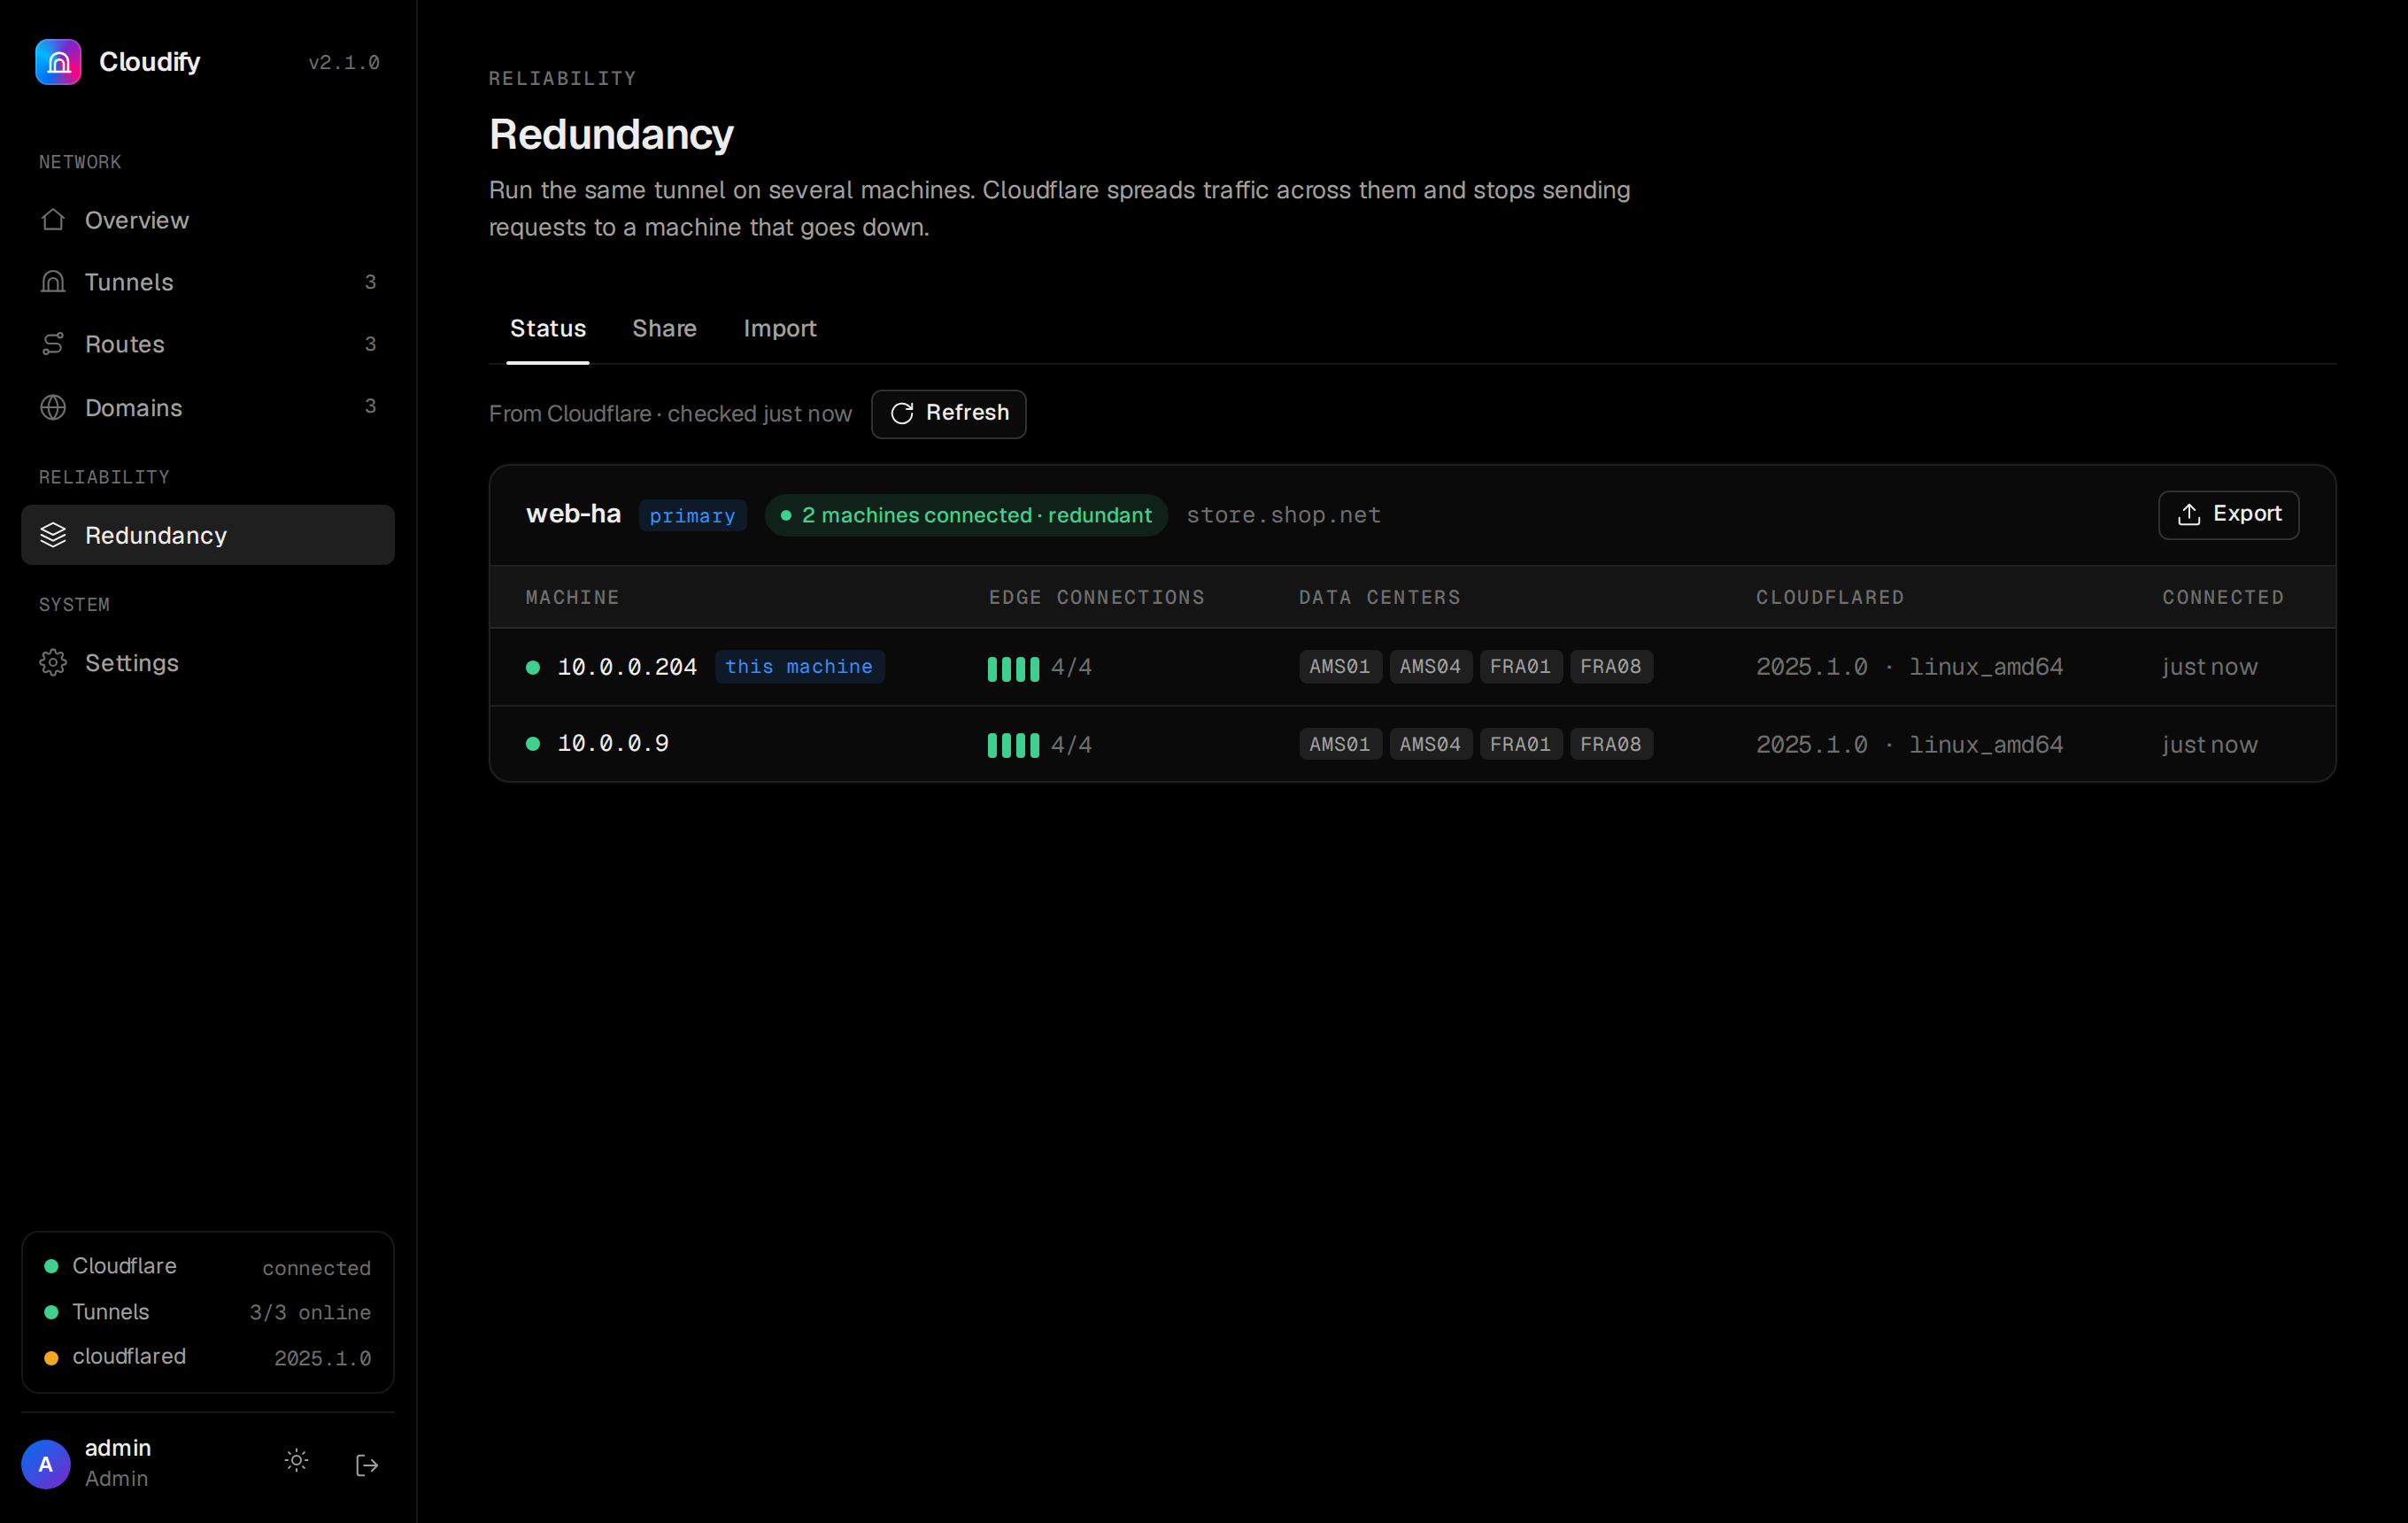 Cloudify v2.1.0
NETWORK
Overview
Tunnels 3
Routes 3
Domains 3
RELIABILITY
Redundancy
SYSTEM
Settings
Cloudflare connected
Tunnels 3/3 online
cloudflared 2025.1.0
A admin
Admin
RELIABILITY
Redundancy
Run the same tunnel on several machines. Cloudflare spreads traffic across them and stops sending
requests to a machine that goes down.
Status Share Import
From Cloudflare · checked just now Refresh
web-ha primary 2 machines connected · redundant store.shop.net Export
MACHINE EDGE CONNECTIONS DATA CENTERS CLOUDFLARED CONNECTED
10.0.0.204 this machine 4/4 AMS01 AMS04 FRA01 FRA08 2025.1.0 · linux_amd64 just now
10.0.0.9 4/4 AMS01 AMS04 FRA01 FRA08 2025.1.0 · linux_amd64 just now